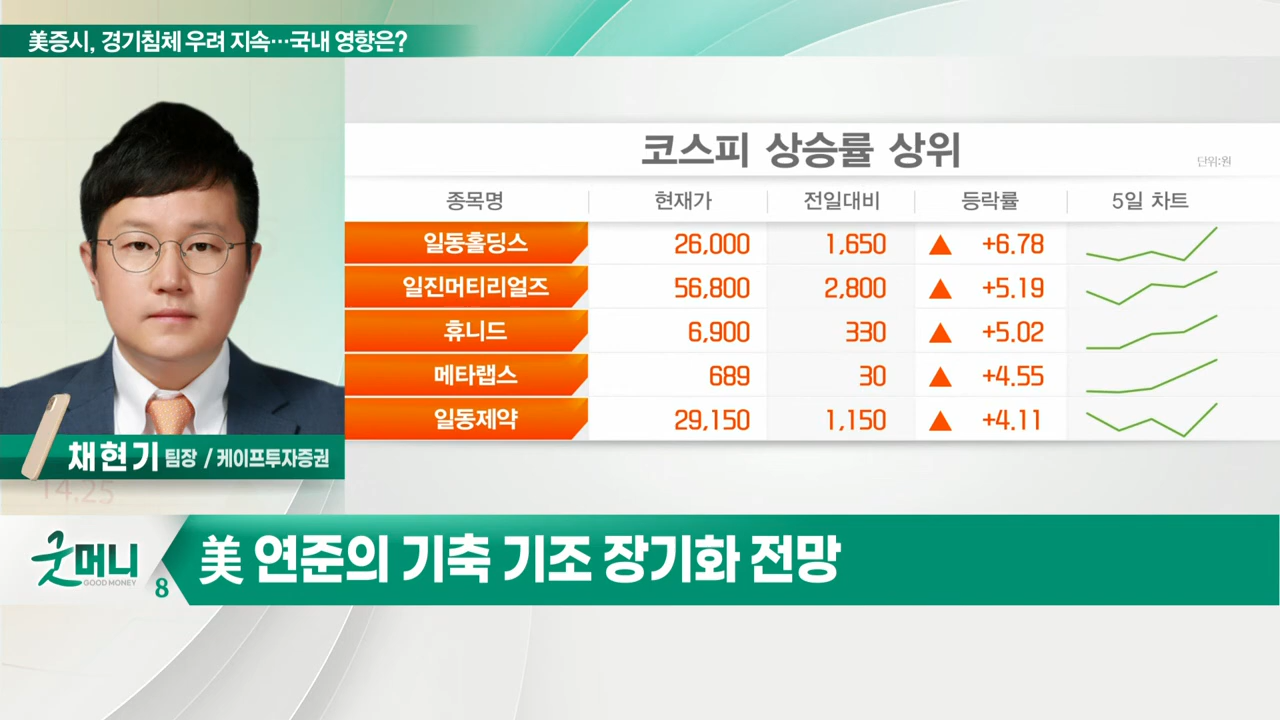 美증시, 경기침체 우려 지속…국내 영향은?
코스피 상승률 상위
단위:원
종목명 현재가 전일대비 등락률 5일 차트
일동홀딩스 26,000 1,650 ▲ +6.78
일진머티리얼즈 56,800 2,800 ▲ +5.19
휴니드 6,900 330 ▲ +5.02
메타랩스 689 30 ▲ +4.55
일동제약 29,150 1,150 ▲ +4.11
채현기 팀장 / 케이프투자증권
14.25
굿머니
GOOD MONEY
8
美 연준의 긴축 기조 장기화 전망